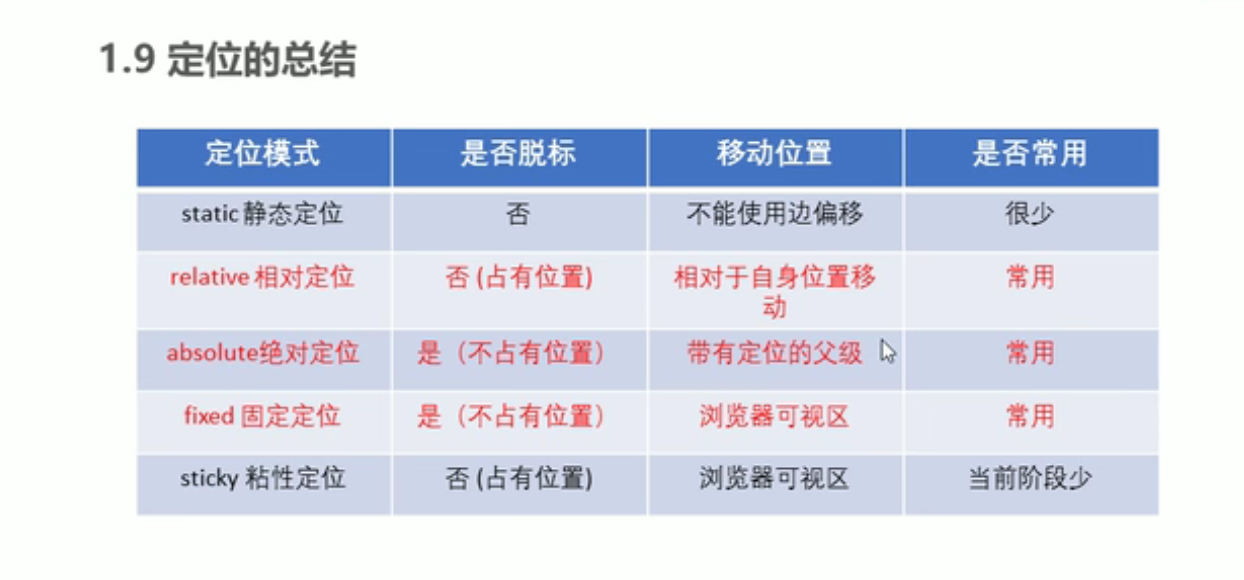 1.9 定位的总结
定位模式 是否脱标 移动位置 是否常用
static 静态定位 否 不能使用边偏移 很少
relative 相对定位 否 (占有位置) 相对于自身位置移 常用
动
absolute绝对定位 是（不占有位置） 带有定位的父级 常用
fixed 固定定位 是（不占有位置） 浏览器可视区 常用
sticky 粘性定位 否 (占有位置) 浏览器可视区 当前阶段少